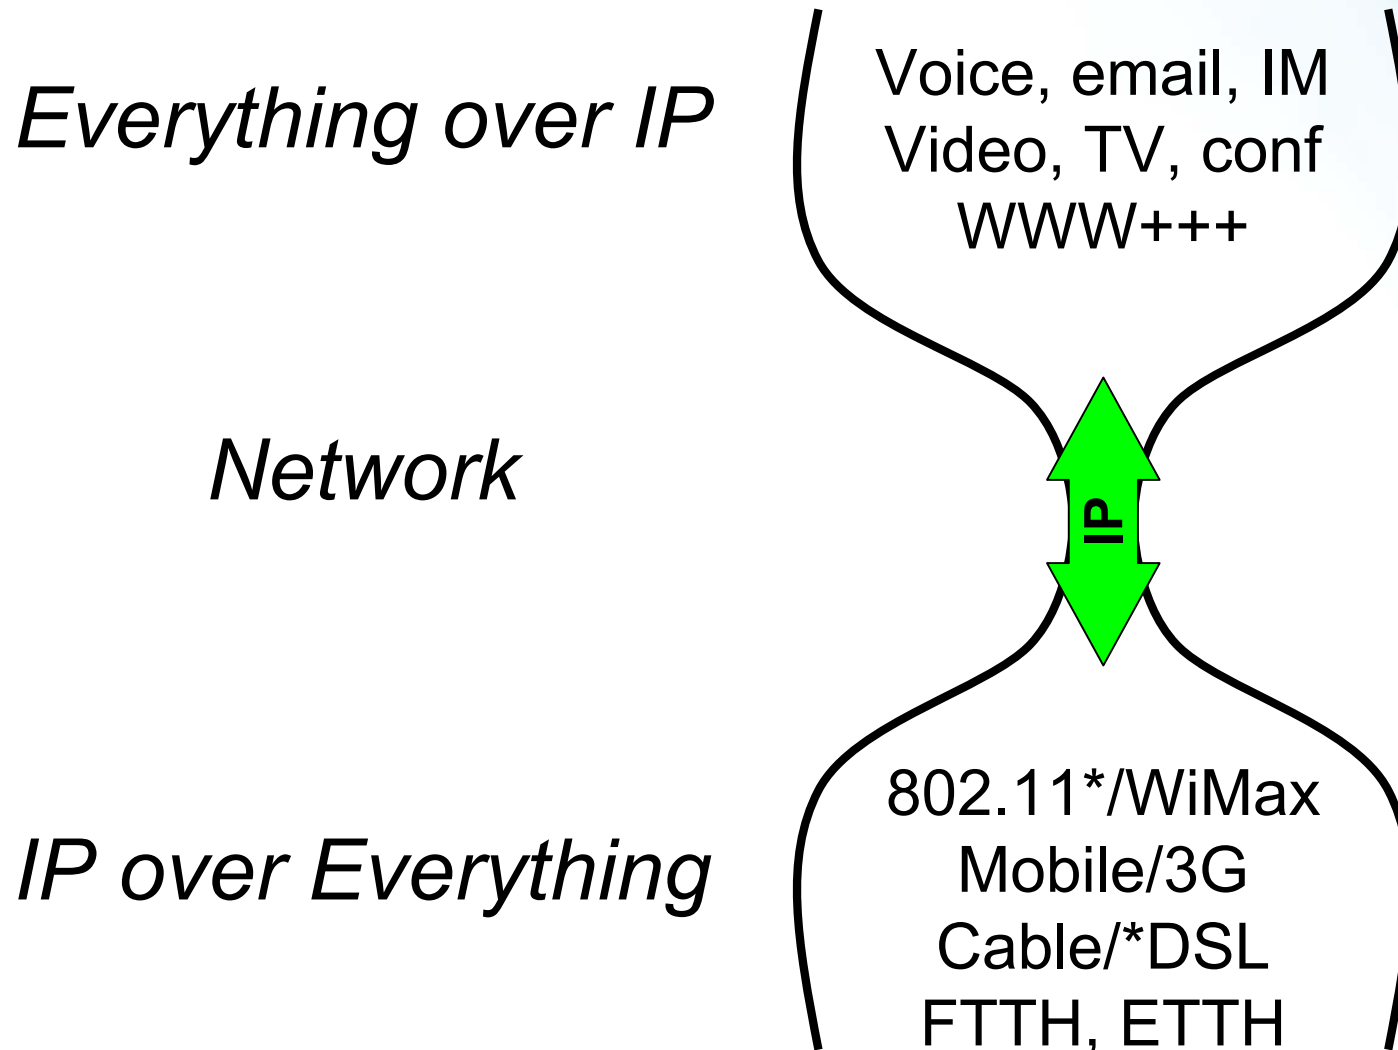 Everything over IP
Voice, email, IM
Video, TV, conf
WWW+++
Network
IP
IP over Everything
802.11*/WiMax
Mobile/3G
Cable/*DSL
FTTH, ETTH